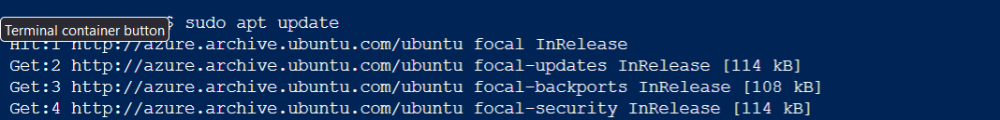 $ sudo apt update
Terminal container button
Hit:1 http://azure.archive.ubuntu.com/ubuntu focal InRelease
Get:2 http://azure.archive.ubuntu.com/ubuntu focal-updates InRelease [114 kB]
Get:3 http://azure.archive.ubuntu.com/ubuntu focal-backports InRelease [108 kB]
Get:4 http://azure.archive.ubuntu.com/ubuntu focal-security InRelease [114 kB]